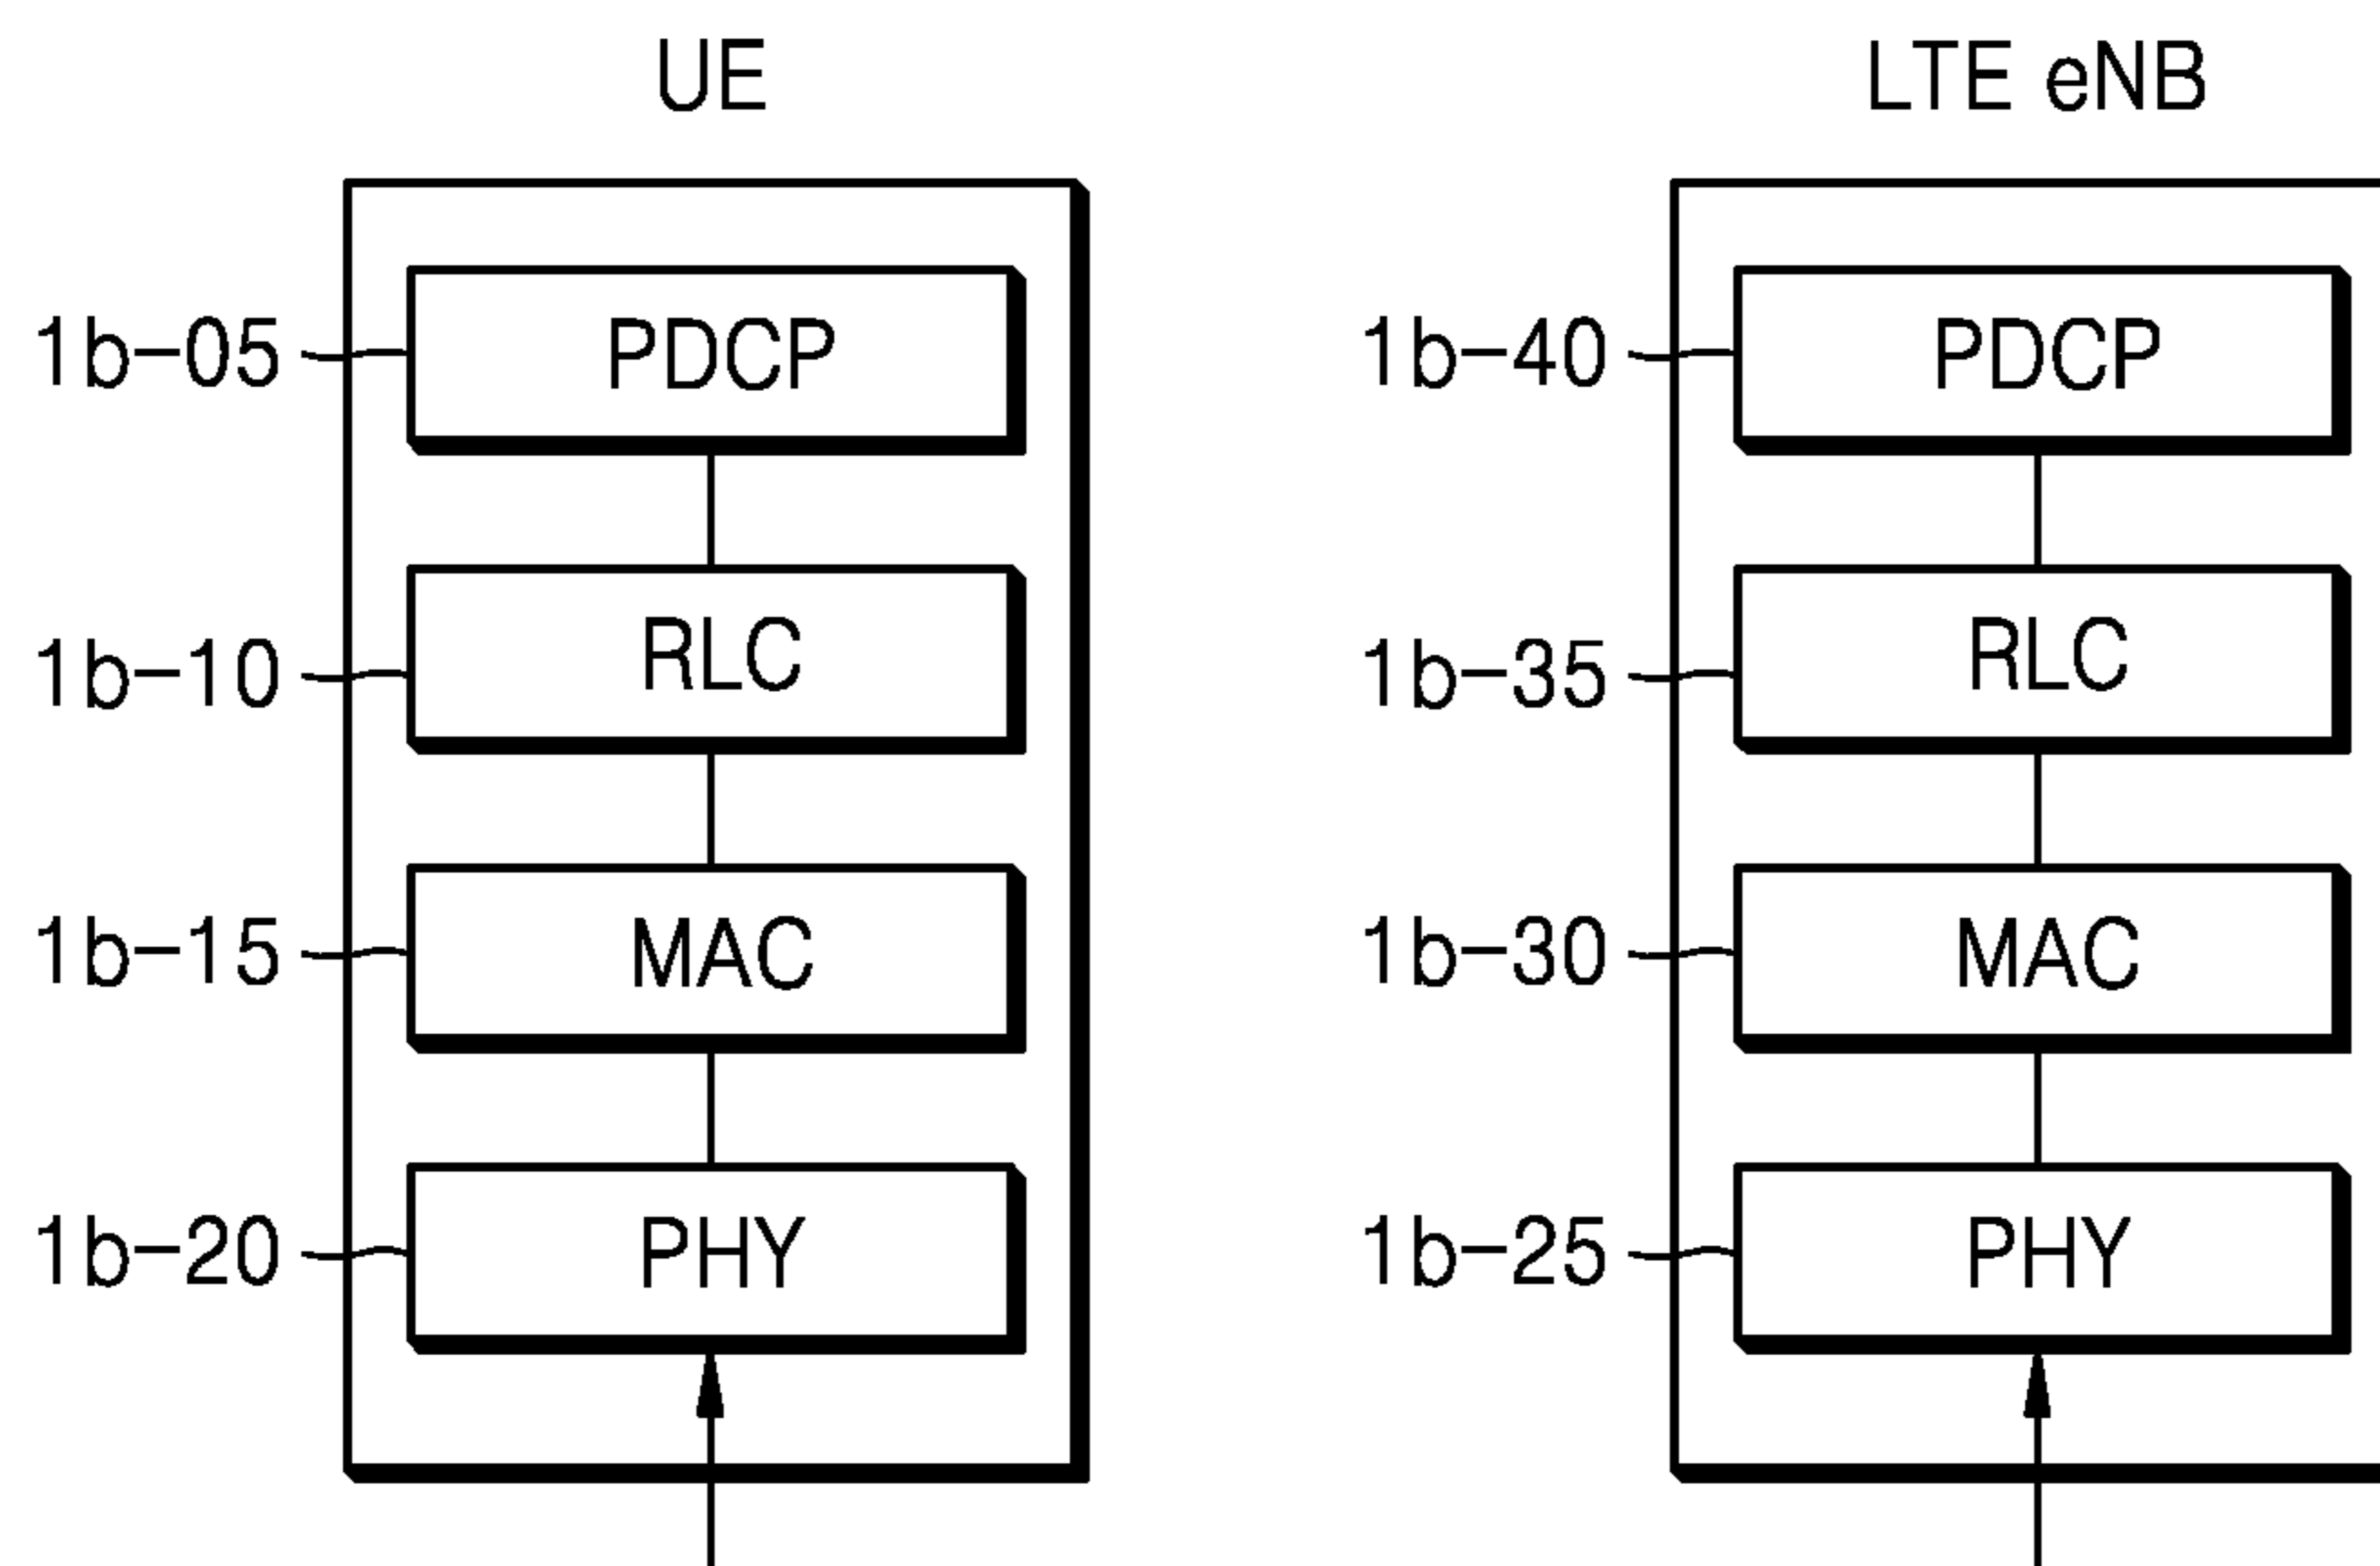 UE
LTE eNB
1b-05
PDCP
1b-40
PDCP
1b-10
RLC
1b-35
RLC
1b-15
MAC
1b-30
MAC
1b-20
PHY
1b-25
PHY